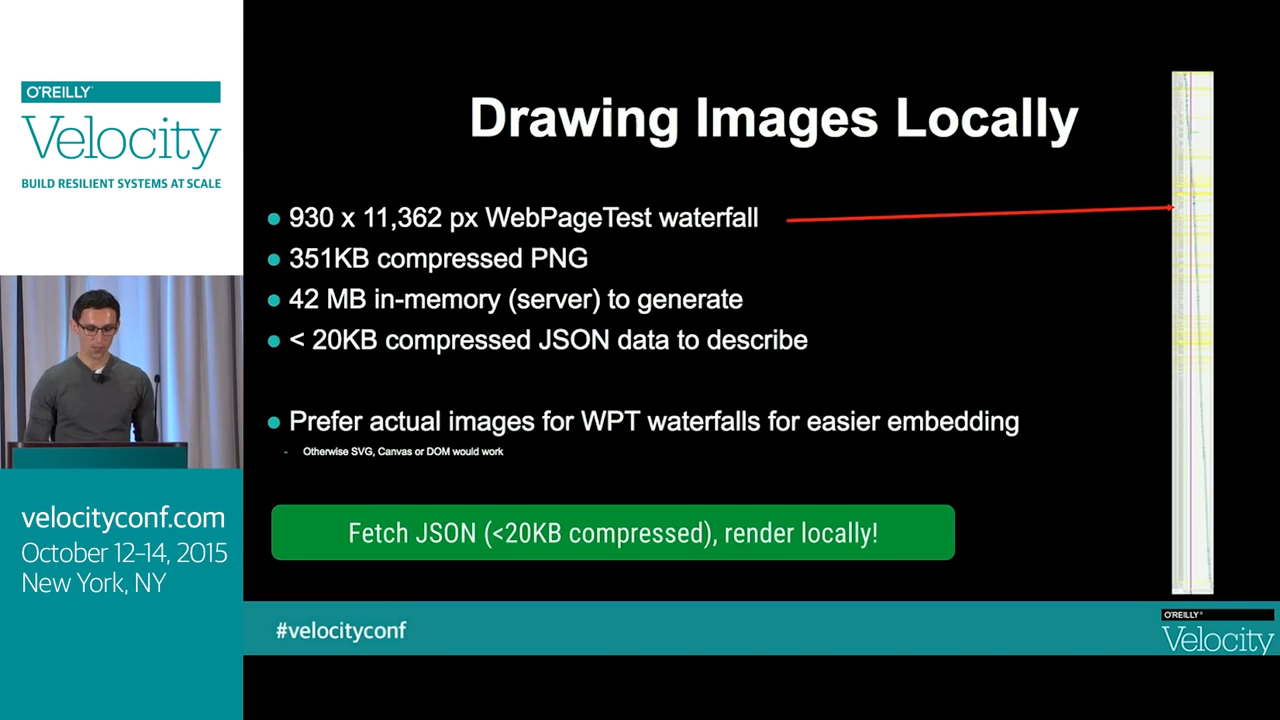 O'REILLY®
Velocity
BUILD RESILIENT SYSTEMS AT SCALE
velocityconf.com
October 12–14, 2015
New York, NY
Drawing Images Locally
● 930 x 11,362 px WebPageTest waterfall
● 351KB compressed PNG
● 42 MB in-memory (server) to generate
● < 20KB compressed JSON data to describe
● Prefer actual images for WPT waterfalls for easier embedding
- Otherwise SVG, Canvas or DOM would work
Fetch JSON (<20KB compressed), render locally!
#velocityconf
O'REILLY®
Velocity